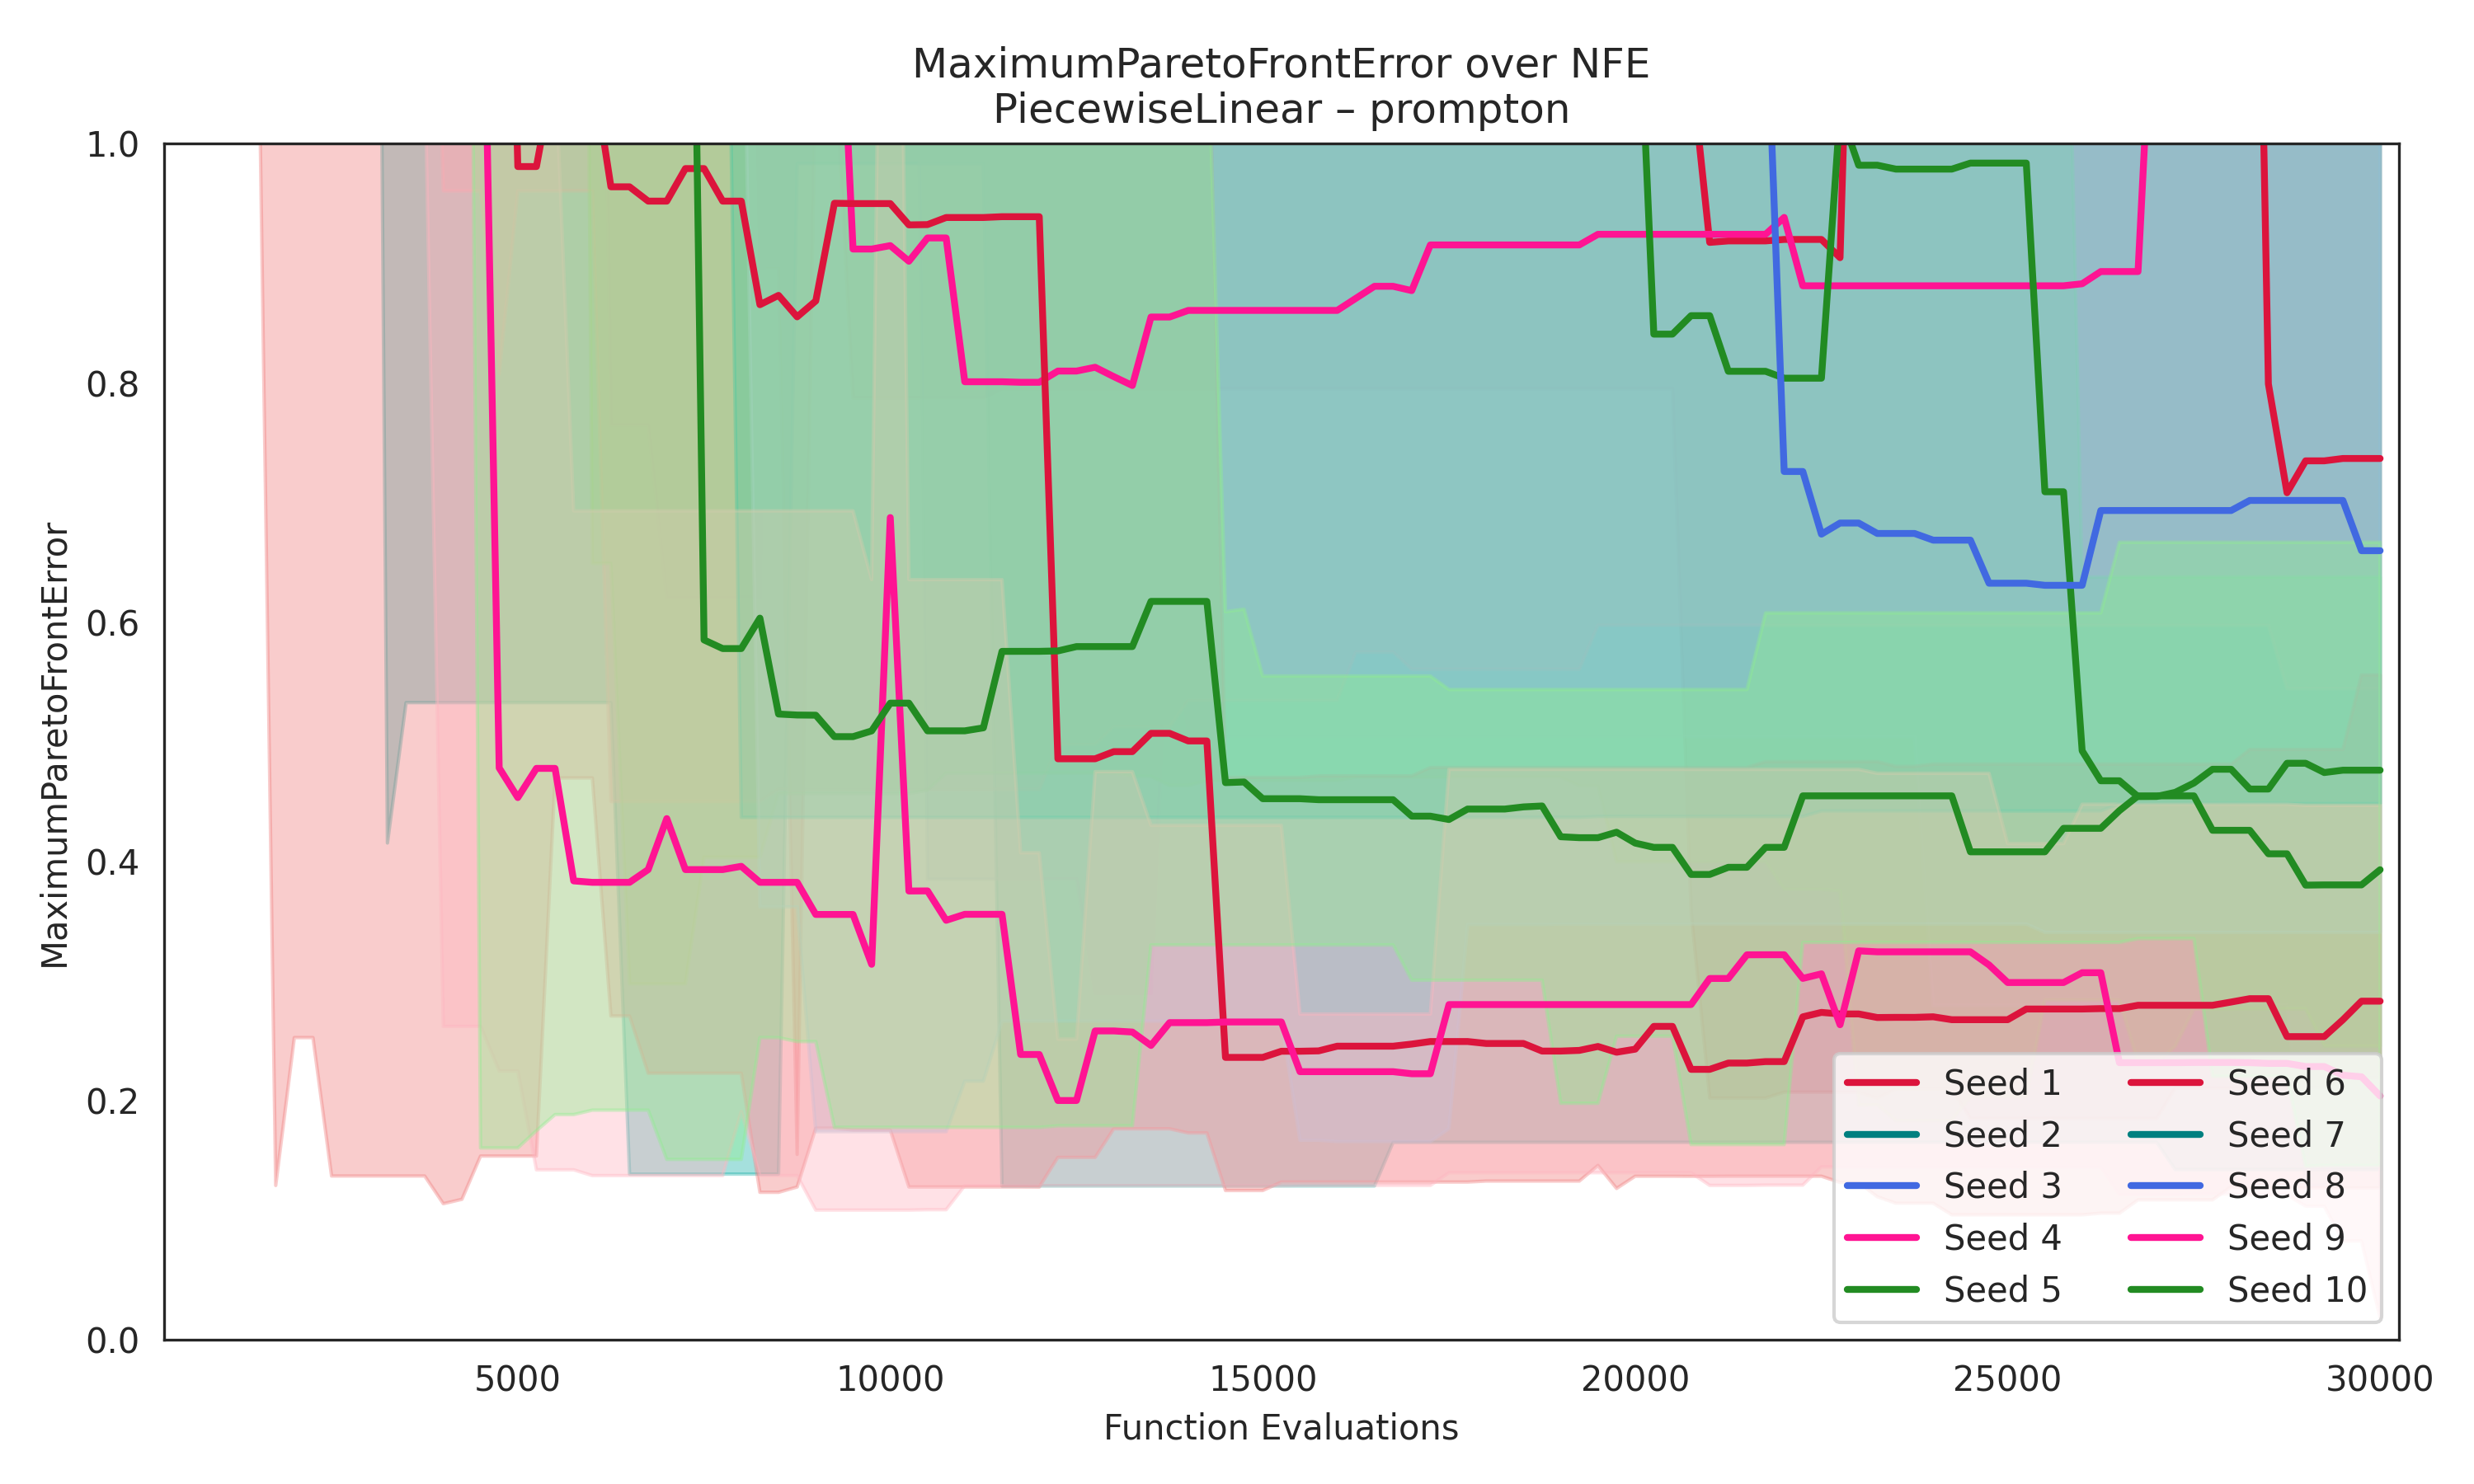 MaximumParetoFrontError over NFE
PiecewiseLinear – prompton
MaximumParetoFrontError
1.0
0.8
0.6
0.4
0.2
0.0
5000
10000
15000
20000
25000
30000
Function Evaluations
Seed 1
Seed 2
Seed 3
Seed 4
Seed 5
Seed 6
Seed 7
Seed 8
Seed 9
Seed 10